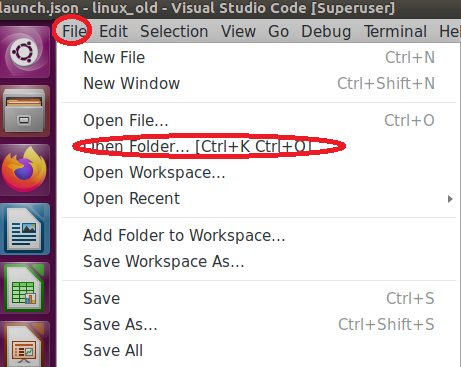 launch.json - linux_old - Visual Studio Code [Superuser]
File Edit Selection View Go Debug Terminal Hel
New File Ctrl+N
New Window Ctrl+Shift+N
Open File... Ctrl+O
Open Folder... [Ctrl+K Ctrl+O]
Open Workspace...
Open Recent
Add Folder to Workspace...
Save Workspace As...
Save Ctrl+S
Save As... Ctrl+Shift+S
Save All